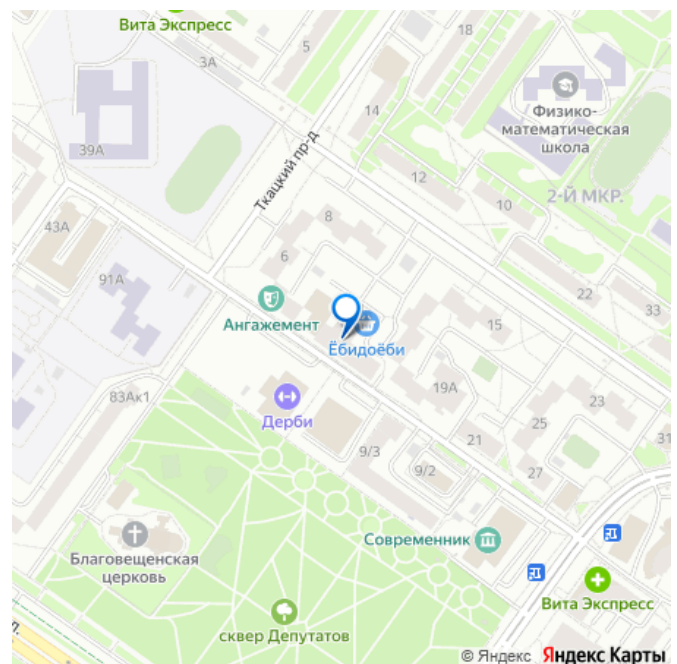 Вита Экспресс
5
18
3А
14
Физико-
математическая
школа
39А
Ткацкий пр-д
12
2-Й МКР.
10
43А
8
6
91А
22
33
Ангажемент
15
Ёбидоёби
83Ак1
19А
23
Дерби
25
31
9/3
21
9/2
27
Современник
Благовещенская
церковь
Вита Экспресс
сквер Депутатов
л.
© Яндекс Яндекс Карты